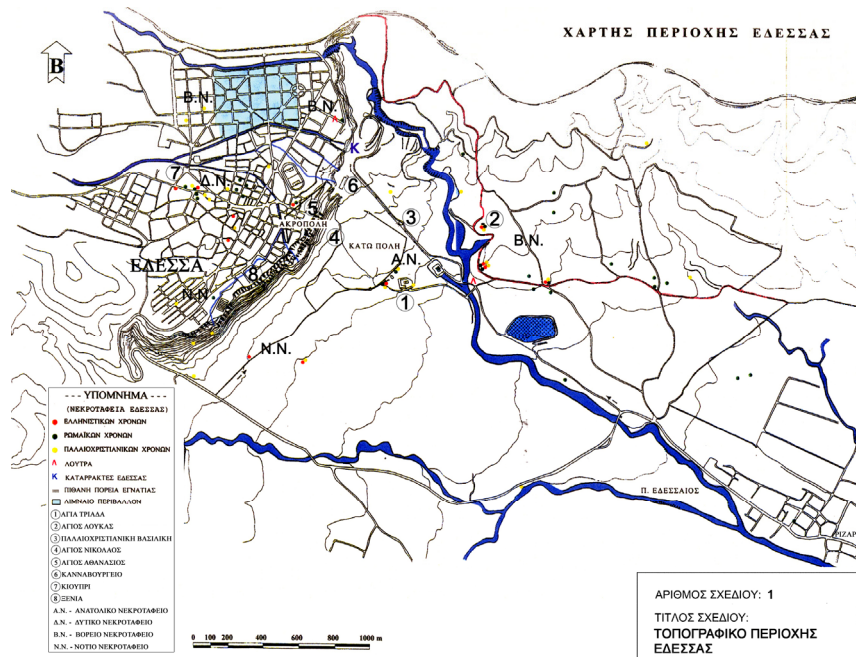 ΧΑΡΤΗΣ ΠΕΡΙΟΧΗΣ ΕΔΕΣΣΑΣ
Β
Β.Ν.
Β.Ν.
Λ
Κ
7
Δ.Ν.
6
5
ΑΚΡΟΠΟΛΗ
4
3
2
Β.Ν.
ΚΑΤΩ ΠΟΛΗ
Α.Ν.
Λ
1
ΕΔΕΣΣΑ
8
Ν.Ν.
Ν.Ν.
Π. ΕΔΕΣΣΑΙΟΣ
ΡΙΖΑΡ
---- ΥΠΟΜΝΗΜΑ ----
(ΝΕΚΡΟΤΑΦΕΙΑ ΕΔΕΣΣΑΣ)
ΕΛΛΗΝΙΣΤΙΚΩΝ ΧΡΟΝΩΝ
ΡΩΜΑΪΚΩΝ ΧΡΟΝΩΝ
ΠΑΛΑΙΟΧΡΙΣΤΙΑΝΙΚΩΝ ΧΡΟΝΩΝ
Λ ΛΟΥΤΡΑ
Κ ΚΑΤΑΡΡΑΚΤΕΣ ΕΔΕΣΣΑΣ
ΠΙΘΑΝΗ ΠΟΡΕΙΑ ΕΓΝΑΤΙΑΣ
ΛΙΜΝΑΙΟ ΠΕΡΙΒΑΛΛΟΝ
1 ΑΓΙΑ ΤΡΙΑΔΑ
2 ΑΓΙΟΣ ΛΟΥΚΑΣ
3 ΠΑΛΑΙΟΧΡΙΣΤΙΑΝΙΚΗ ΒΑΣΙΛΙΚΗ
4 ΑΓΙΟΣ ΝΙΚΟΛΑΟΣ
5 ΑΓΙΟΣ ΑΘΑΝΑΣΙΟΣ
6 ΚΑΝΝΑΒΟΥΡΓΕΙΟ
7 ΚΙΟΥΠΡΙ
8 ΞΕΝΙΑ
Α.Ν. - ΑΝΑΤΟΛΙΚΟ ΝΕΚΡΟΤΑΦΕΙΟ
Δ.Ν. - ΔΥΤΙΚΟ ΝΕΚΡΟΤΑΦΕΙΟ
Β.Ν. - ΒΟΡΕΙΟ ΝΕΚΡΟΤΑΦΕΙΟ
Ν.Ν. - ΝΟΤΙΟ ΝΕΚΡΟΤΑΦΕΙΟ
0 100 200 400 600 1000 m
ΑΡΙΘΜΟΣ ΣΧΕΔΙΟΥ: 1
ΤΙΤΛΟΣ ΣΧΕΔΙΟΥ:
ΤΟΠΟΓΡΑΦΙΚΟ ΠΕΡΙΟΧΗΣ
ΕΔΕΣΣΑΣ